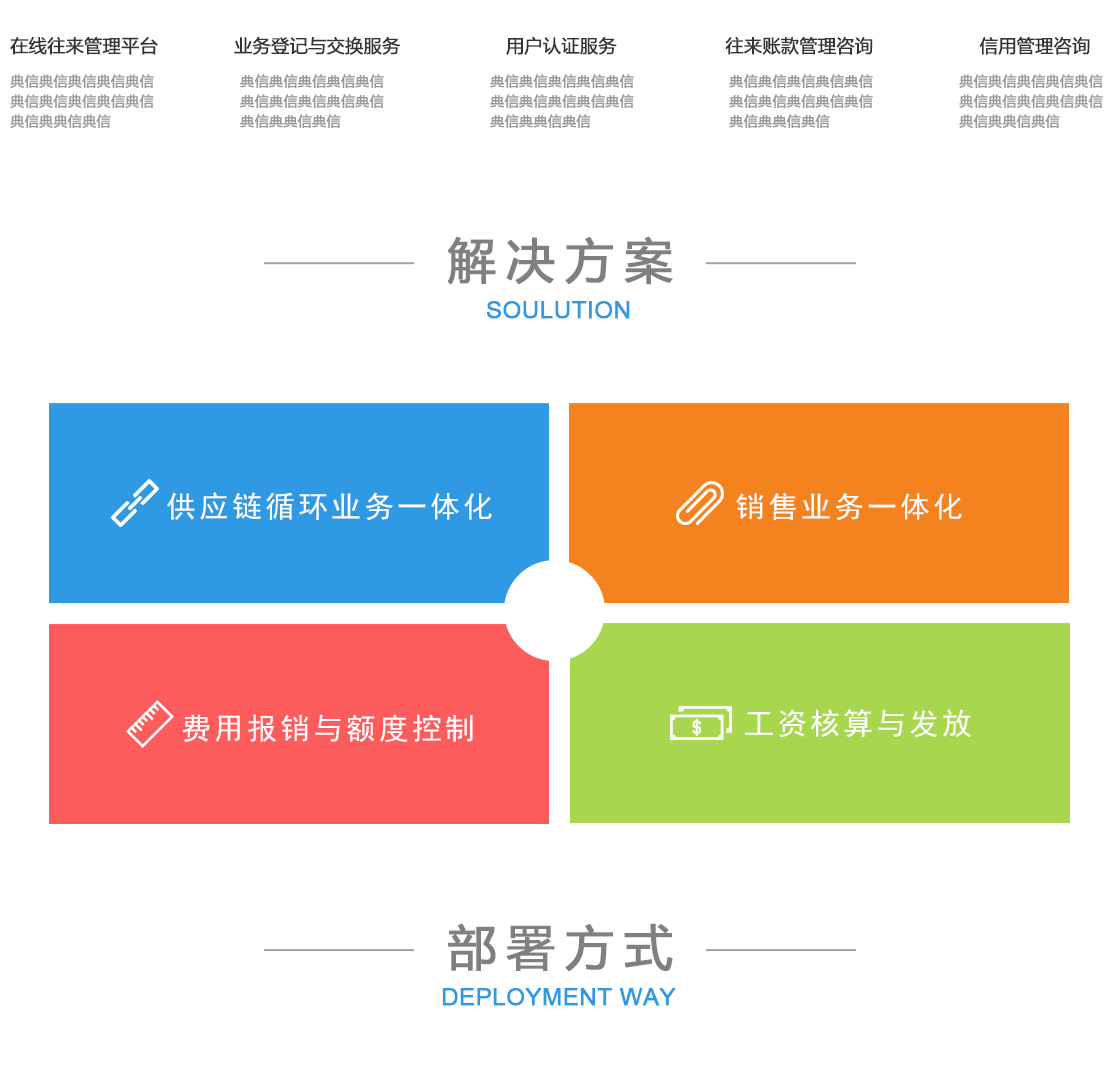 在线往来管理平台
典信典信典信典信典信
典信典信典信典信典信
典信典典信典信
业务登记与交换服务
典信典信典信典信典信
典信典信典信典信典信
典信典典信典信
用户认证服务
典信典信典信典信典信
典信典信典信典信典信
典信典典信典信
往来账款管理咨询
典信典信典信典信典信
典信典信典信典信典信
典信典典信典信
信用管理咨询
典信典信典信典信典信
典信典信典信典信典信
典信典典信典信
解决方案
SOULUTION
供应链循环业务一体化
销售业务一体化
费用报销与额度控制
$
工资核算与发放
部署方式
DEPLOYMENT WAY